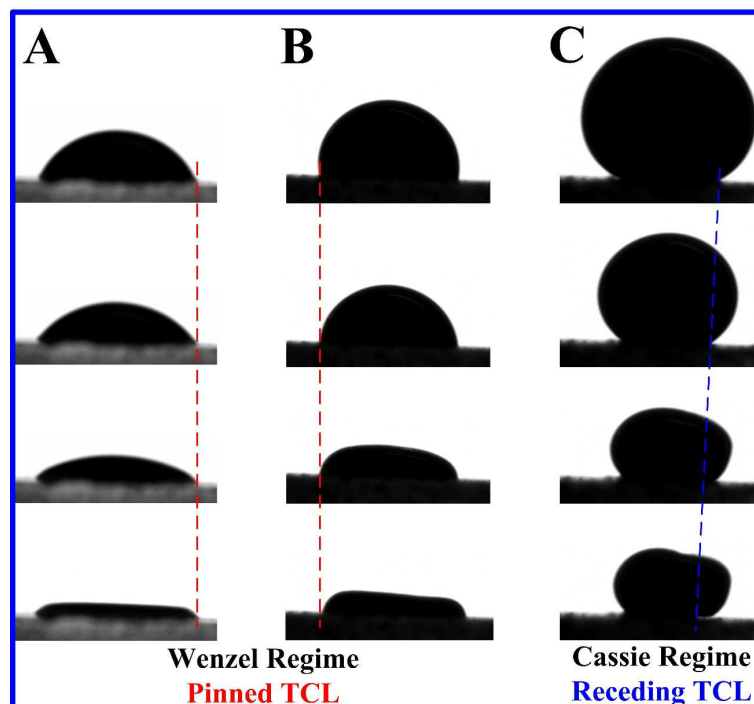 A B C
Wenzel Regime
Pinned TCL
Cassie Regime
Receding TCL